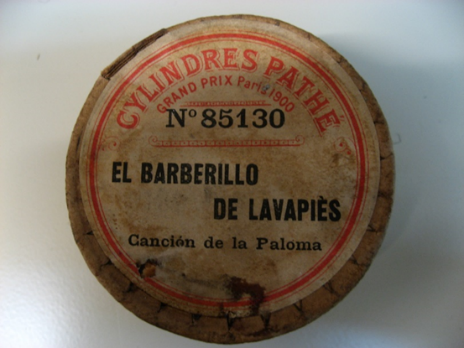 CYLINDRES PATHÉ
GRAND PRIX Paris 1900
Nº 85130
EL BARBERILLO
DE LAVAPIÈS
Canción de la Paloma